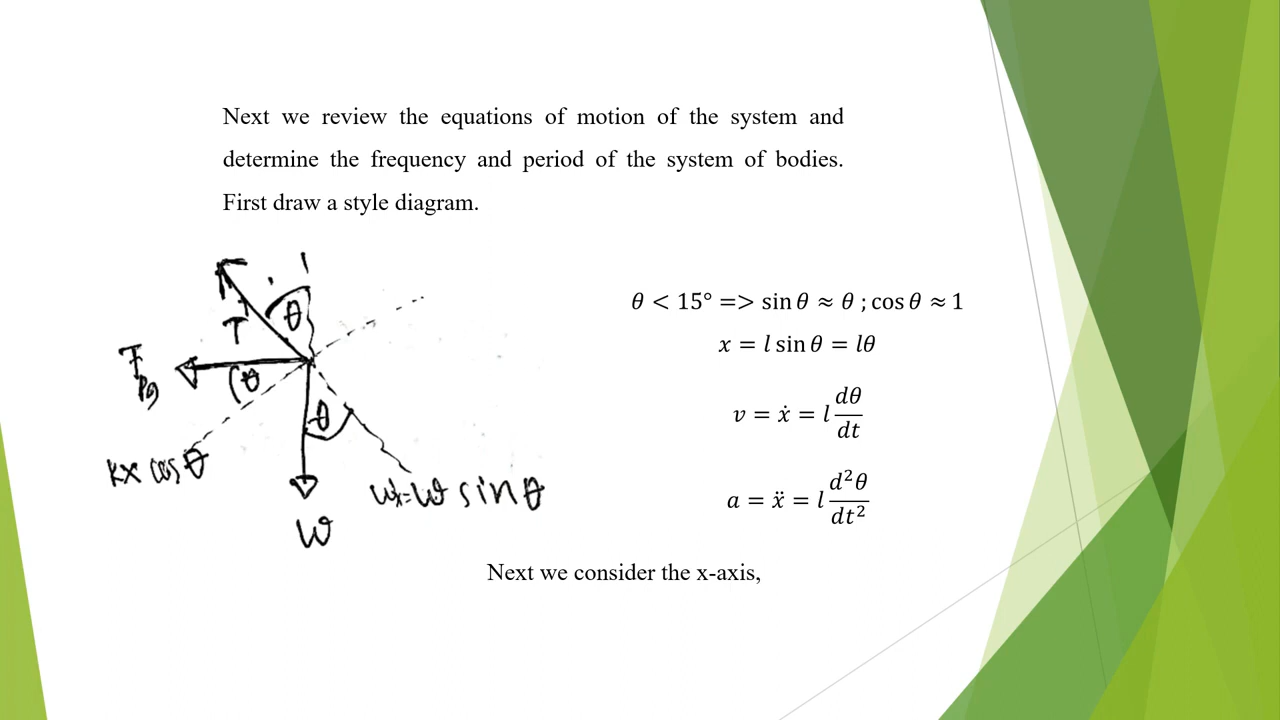 Next we review the equations of motion of the system and
determine the frequency and period of the system of bodies.
First draw a style diagram.
θ
T
θ
θ
kx cos θ
Wx=W sin θ
W
θ < 15° => sin θ ≈ θ ; cos θ ≈ 1
x = l sin θ = lθ
v = ẋ = l dθ/dt
a = ẍ = l d²θ/dt²
Next we consider the x-axis,